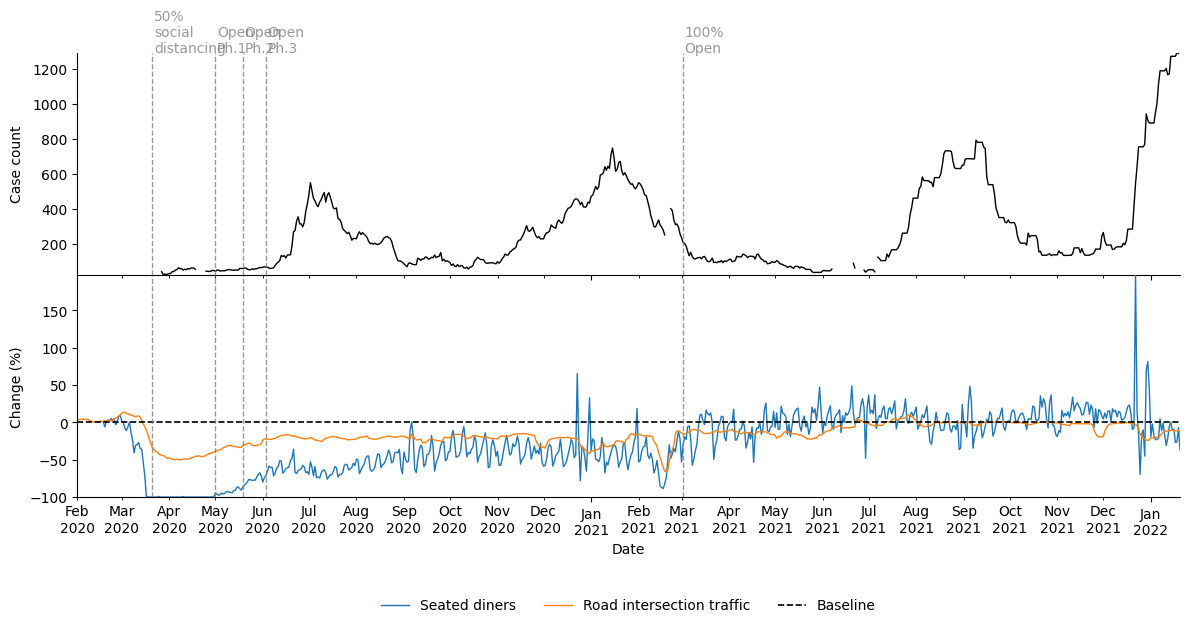 50%
social
distancing
Open
Ph.1
Open
Ph.2
Open
Ph.3
100%
Open
1200
1000
800
600
400
200
Case count
150
100
50
0
−50
−100
Change (%)
Feb
2020
Mar
2020
Apr
2020
May
2020
Jun
2020
Jul
2020
Aug
2020
Sep
2020
Oct
2020
Nov
2020
Dec
2020
Jan
2021
Feb
2021
Mar
2021
Apr
2021
May
2021
Jun
2021
Jul
2021
Aug
2021
Sep
2021
Oct
2021
Nov
2021
Dec
2021
Jan
2022
Date
Seated diners
Road intersection traffic
Baseline